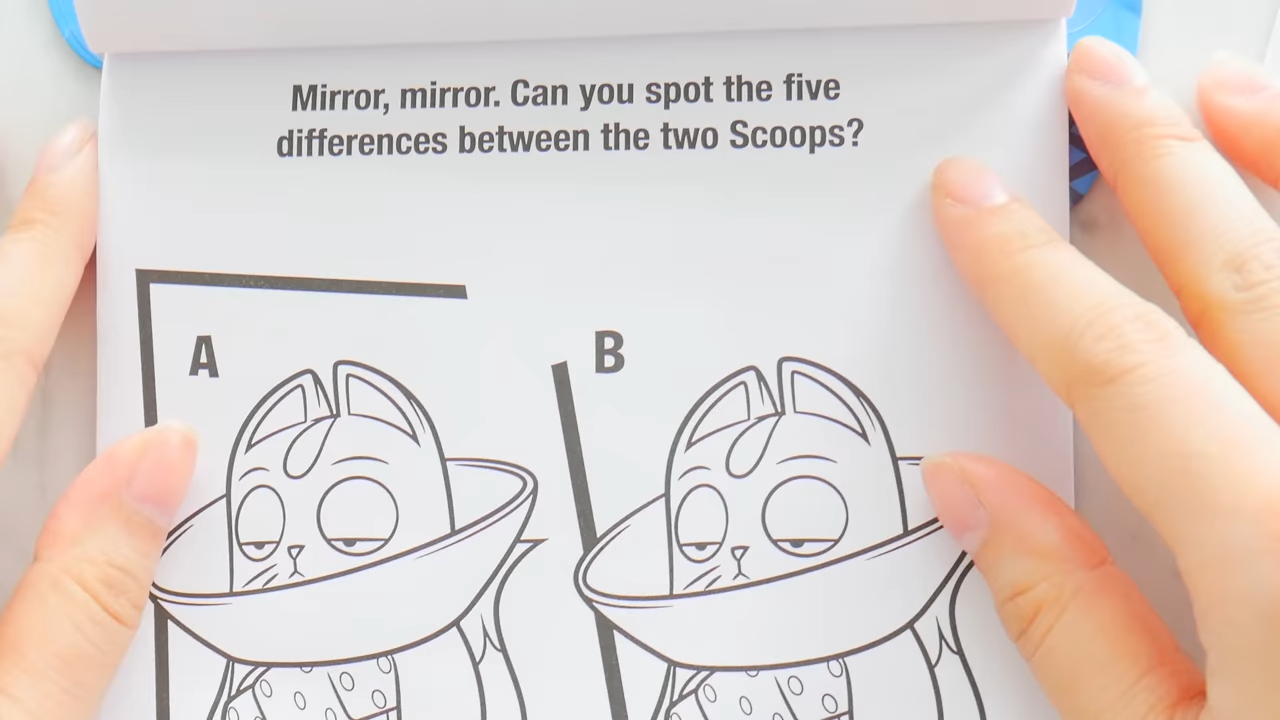 Mirror, mirror. Can you spot the five
differences between the two Scoops?
A
B